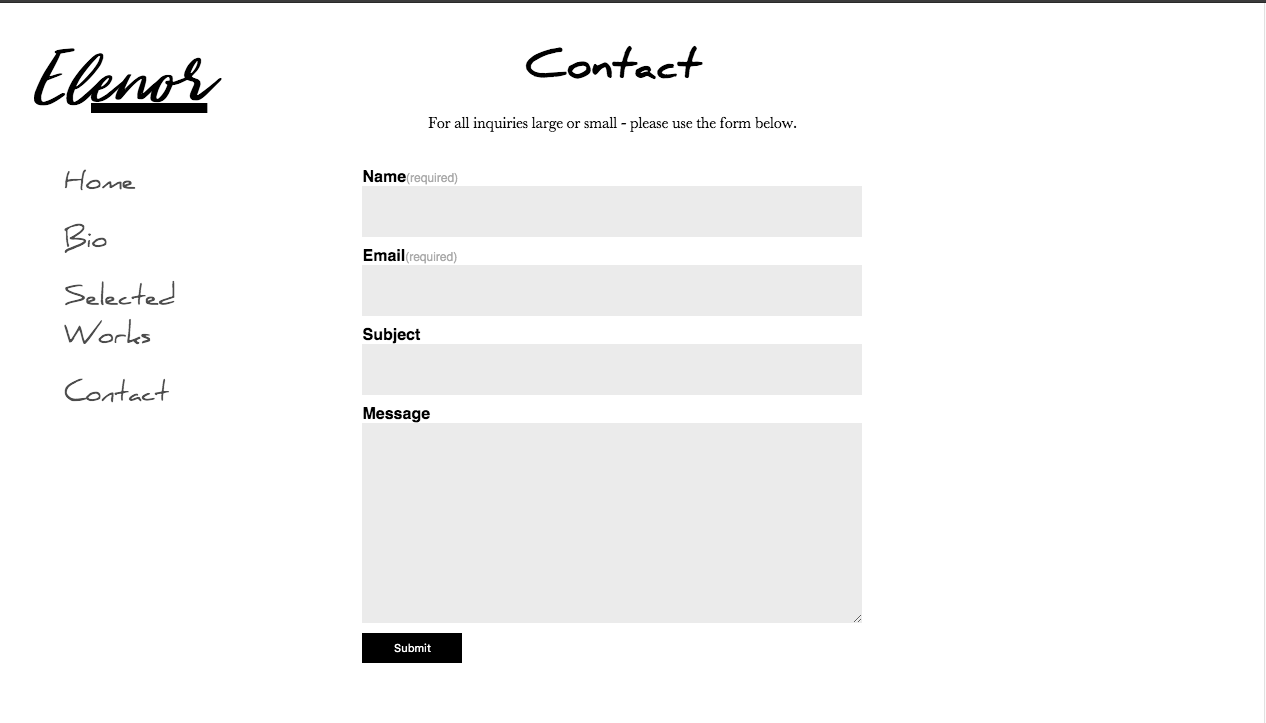 Elenor
Contact
For all inquiries large or small - please use the form below.
Home
Bio
Selected
Works
Contact
Name(required)
Email(required)
Subject
Message
Submit